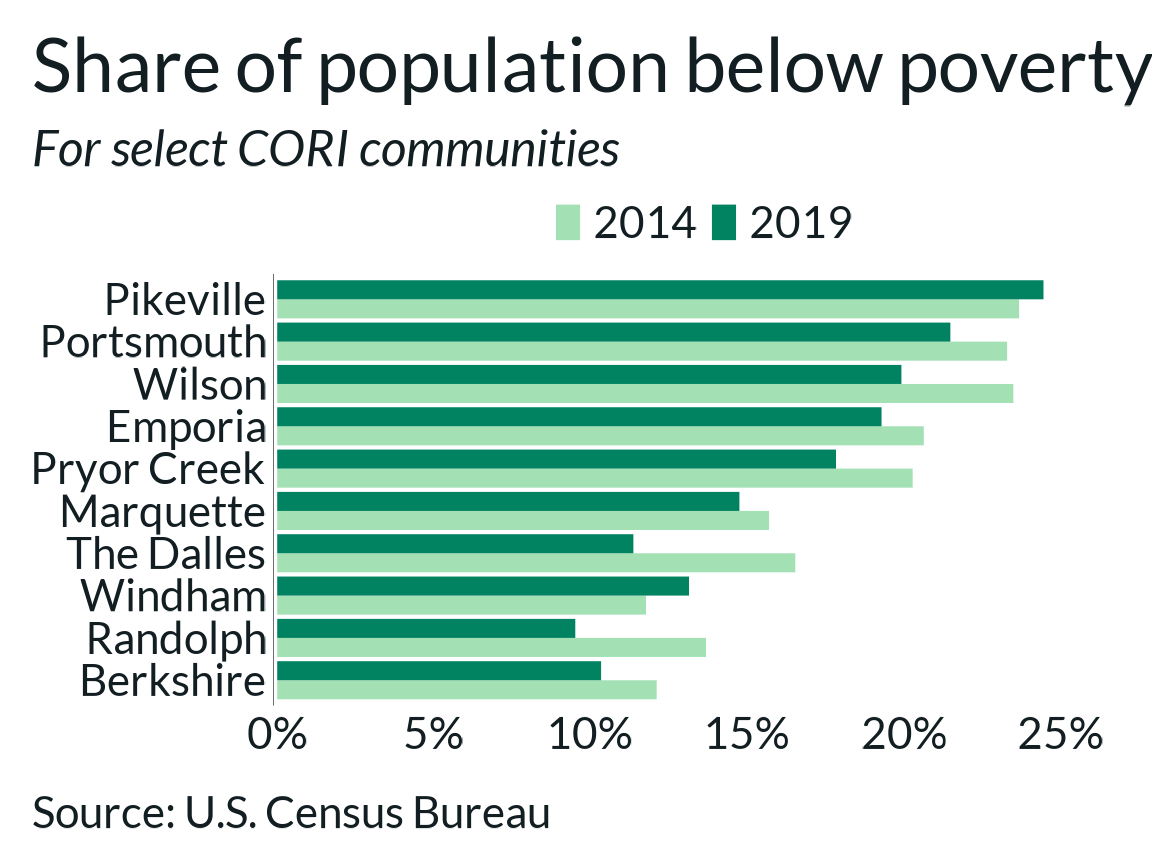 Share of population below poverty
For select CORI communities
2014 2019
Pikeville
Portsmouth
Wilson
Emporia
Pryor Creek
Marquette
The Dalles
Windham
Randolph
Berkshire
0% 5% 10% 15% 20% 25%
Source: U.S. Census Bureau